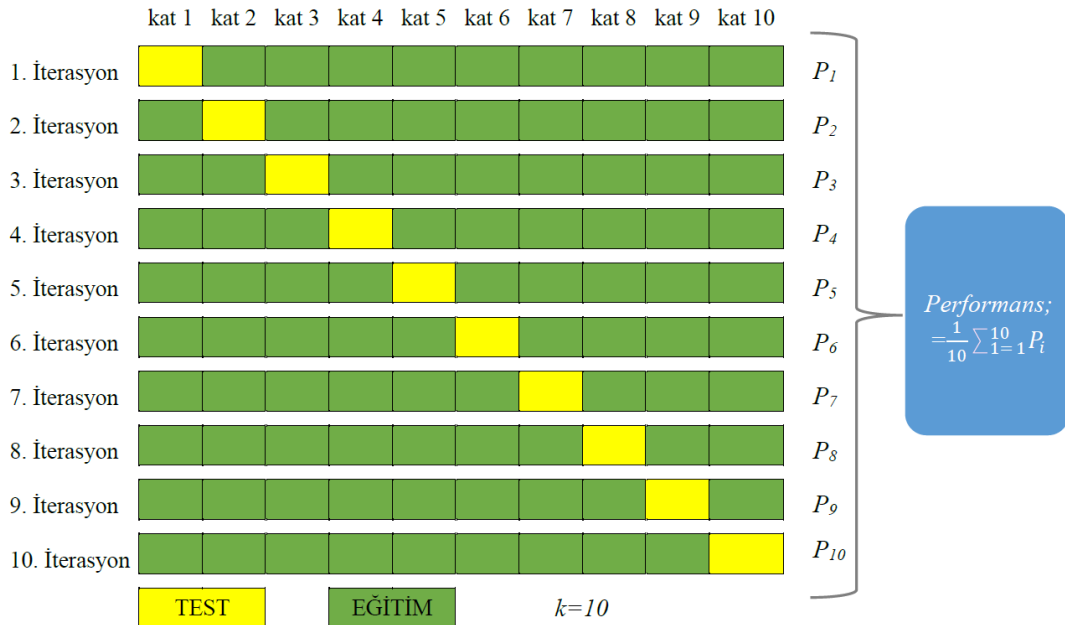 kat 1 kat 2 kat 3 kat 4 kat 5 kat 6 kat 7 kat 8 kat 9 kat 10
1. İterasyon P1
2. İterasyon P2
3. İterasyon P3
4. İterasyon P4
5. İterasyon P5
6. İterasyon P6
7. İterasyon P7
8. İterasyon P8
9. İterasyon P9
10. İterasyon P10
Performans;
=1/10 ∑_{1=1}^{10} Pi
TEST EĞİTİM k=10